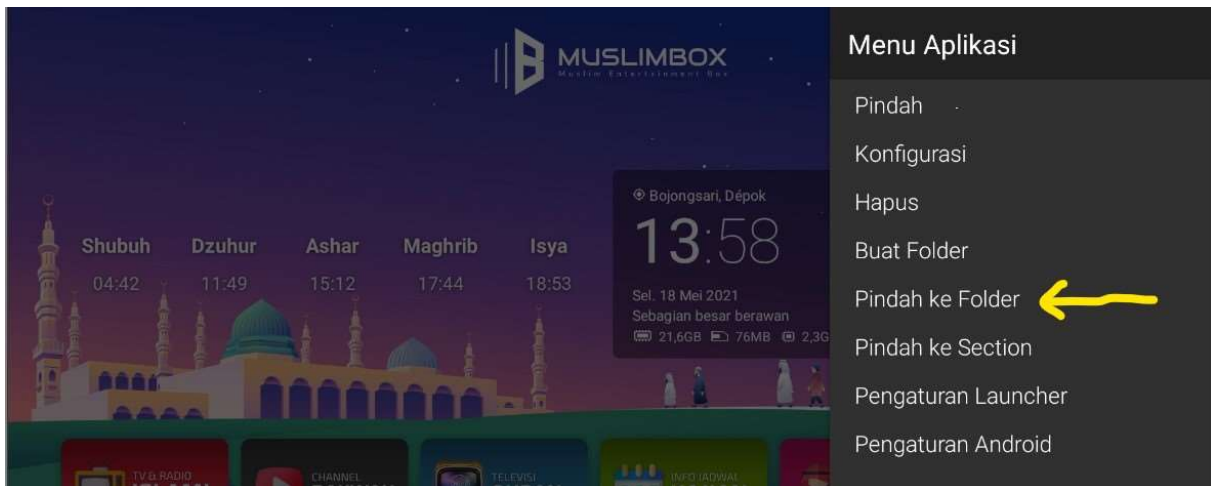 MUSLIMBOX
Muslim Entertainment Box
Shubuh Dzuhur Ashar Maghrib Isya
04:42 11:49 15:12 17:44 18:53
Bojongsari, Dépok
13:58
Sel. 18 Mei 2021
Sebagian besar berawan
21,6GB 76MB 2,3G
TV & RADIO
CHANNEL
TELEVISI
INFO JADWAL
Menu Aplikasi
Pindah
Konfigurasi
Hapus
Buat Folder
Pindah ke Folder
Pindah ke Section
Pengaturan Launcher
Pengaturan Android